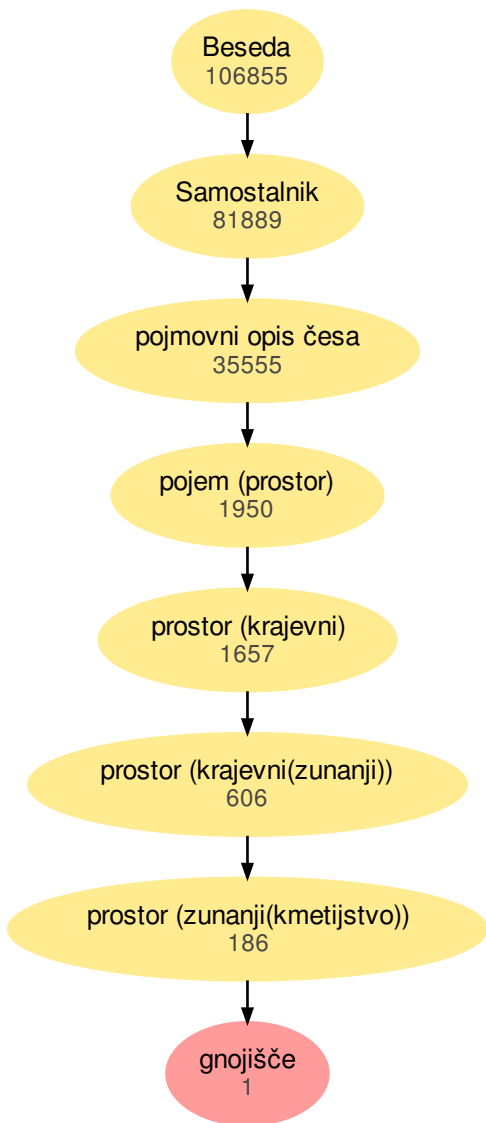 Beseda
106855
Samostalnik
81889
pojmovni opis česa
35555
pojem (prostor)
1950
prostor (krajevni)
1657
prostor (krajevni(zunanji))
606
prostor (zunanji(kmetijstvo))
186
gnojišče
1